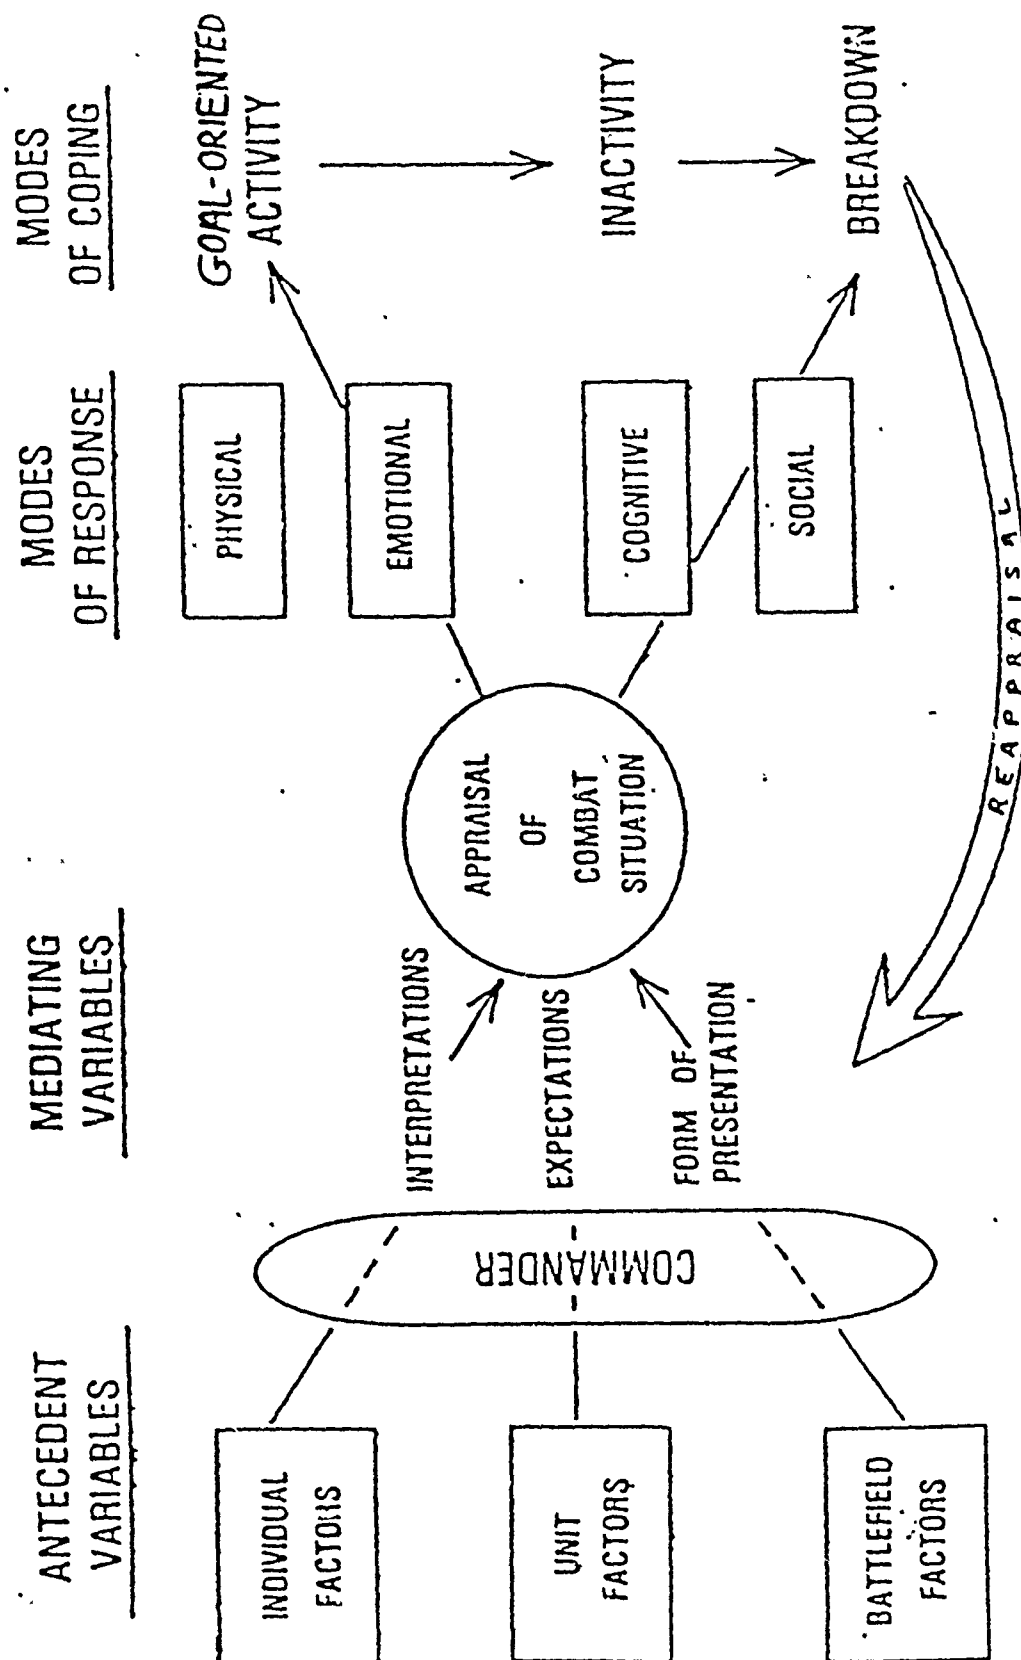 ANTECEDENT
VARIABLES
MEDIATING
VARIABLES
MODES
OF RESPONSE
MODES
OF COPING
INDIVIDUAL
FACTORS
UNIT
FACTORS
BATTLEFIELD
FACTORS
COMMANDER
INTERPRETATIONS
EXPECTATIONS
FORM OF
PRESENTATION
APPRAISAL
OF
COMBAT
SITUATION
PHYSICAL
EMOTIONAL
COGNITIVE
SOCIAL
GOAL-ORIENTED
ACTIVITY
INACTIVITY
BREAKDOWN
REAPPRAISAL